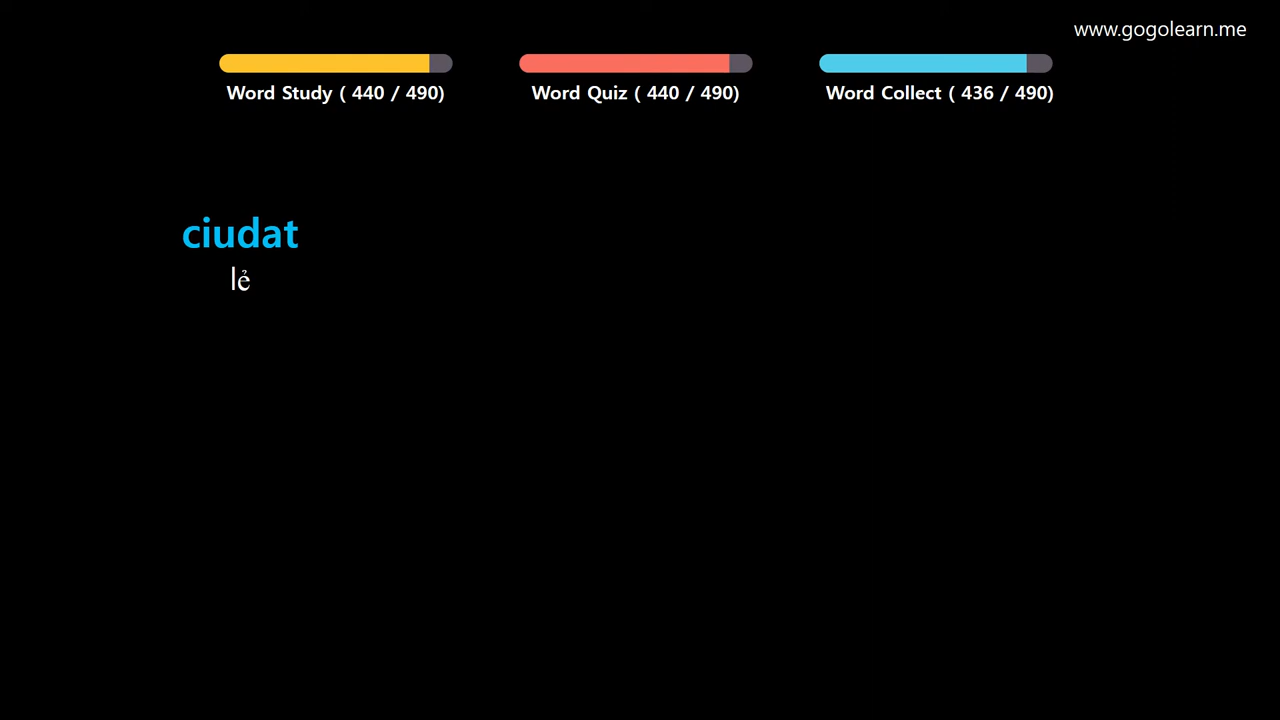 www.gogolearn.me
Word Study ( 440 / 490)
Word Quiz ( 440 / 490)
Word Collect ( 436 / 490)
ciudat
lẻ